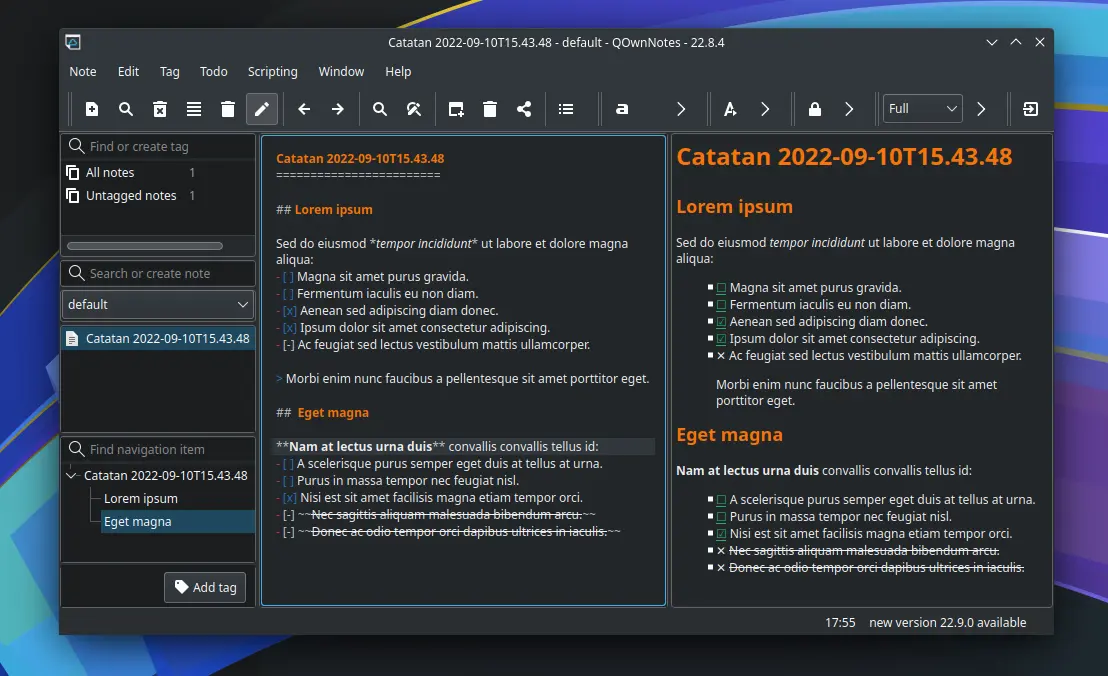 Catatan 2022-09-10T15.43.48 - default - QOwnNotes - 22.8.4
Note Edit Tag Todo Scripting Window Help
a A Full
Find or create tag
All notes 1
Untagged notes 1
Search or create note
default
Catatan 2022-09-10T15.43.48
Find navigation item
Catatan 2022-09-10T15.43.48
Lorem ipsum
Eget magna
Add tag
Catatan 2022-09-10T15.43.48
========================
## Lorem ipsum
Sed do eiusmod *tempor incididunt* ut labore et dolore magna
aliqua:
- [ ] Magna sit amet purus gravida.
- [ ] Fermentum iaculis eu non diam.
- [x] Aenean sed adipiscing diam donec.
- [x] Ipsum dolor sit amet consectetur adipiscing.
- [-] Ac feugiat sed lectus vestibulum mattis ullamcorper.
> Morbi enim nunc faucibus a pellentesque sit amet porttitor eget.
## Eget magna
**Nam at lectus urna duis** convallis convallis tellus id:
- [ ] A scelerisque purus semper eget duis at tellus at urna.
- [ ] Purus in massa tempor nec feugiat nisl.
- [x] Nisi est sit amet facilisis magna etiam tempor orci.
- [-] ~~Nec sagittis aliquam malesuada bibendum arcu.~~
- [-] ~~Donec ac odio tempor orci dapibus ultrices in iaculis.~~
Catatan 2022-09-10T15.43.48
Lorem ipsum
Sed do eiusmod tempor incididunt ut labore et dolore magna
aliqua:
☐ Magna sit amet purus gravida.
☐ Fermentum iaculis eu non diam.
☑ Aenean sed adipiscing diam donec.
☑ Ipsum dolor sit amet consectetur adipiscing.
✕ Ac feugiat sed lectus vestibulum mattis ullamcorper.
Morbi enim nunc faucibus a pellentesque sit amet
porttitor eget.
Eget magna
Nam at lectus urna duis convallis convallis tellus id:
☐ A scelerisque purus semper eget duis at tellus at urna.
☐ Purus in massa tempor nec feugiat nisl.
☑ Nisi est sit amet facilisis magna etiam tempor orci.
✕ Nec sagittis aliquam malesuada bibendum arcu.
✕ Donec ac odio tempor orci dapibus ultrices in iaculis.
17:55 new version 22.9.0 available